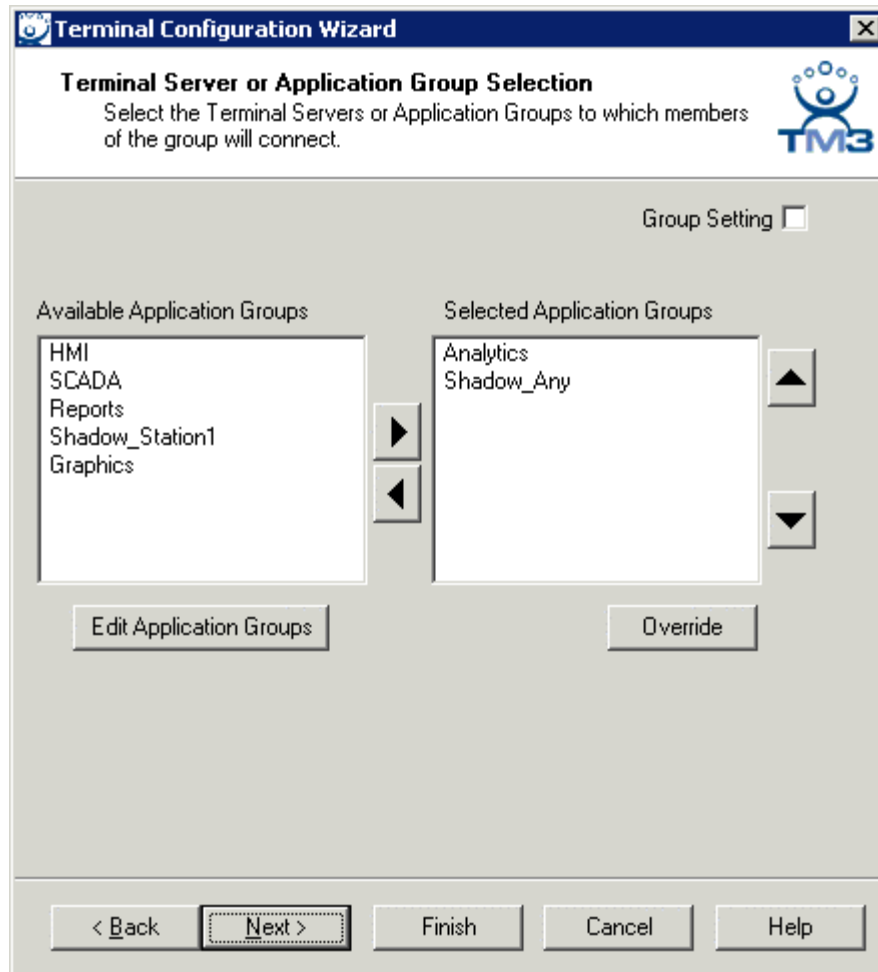 Terminal Configuration Wizard
Terminal Server or Application Group Selection
Select the Terminal Servers or Application Groups to which members
of the group will connect.
TM3
Group Setting
Available Application Groups
HMI
SCADA
Reports
Shadow_Station1
Graphics
Selected Application Groups
Analytics
Shadow_Any
Edit Application Groups
Override
< Back
Next >
Finish
Cancel
Help